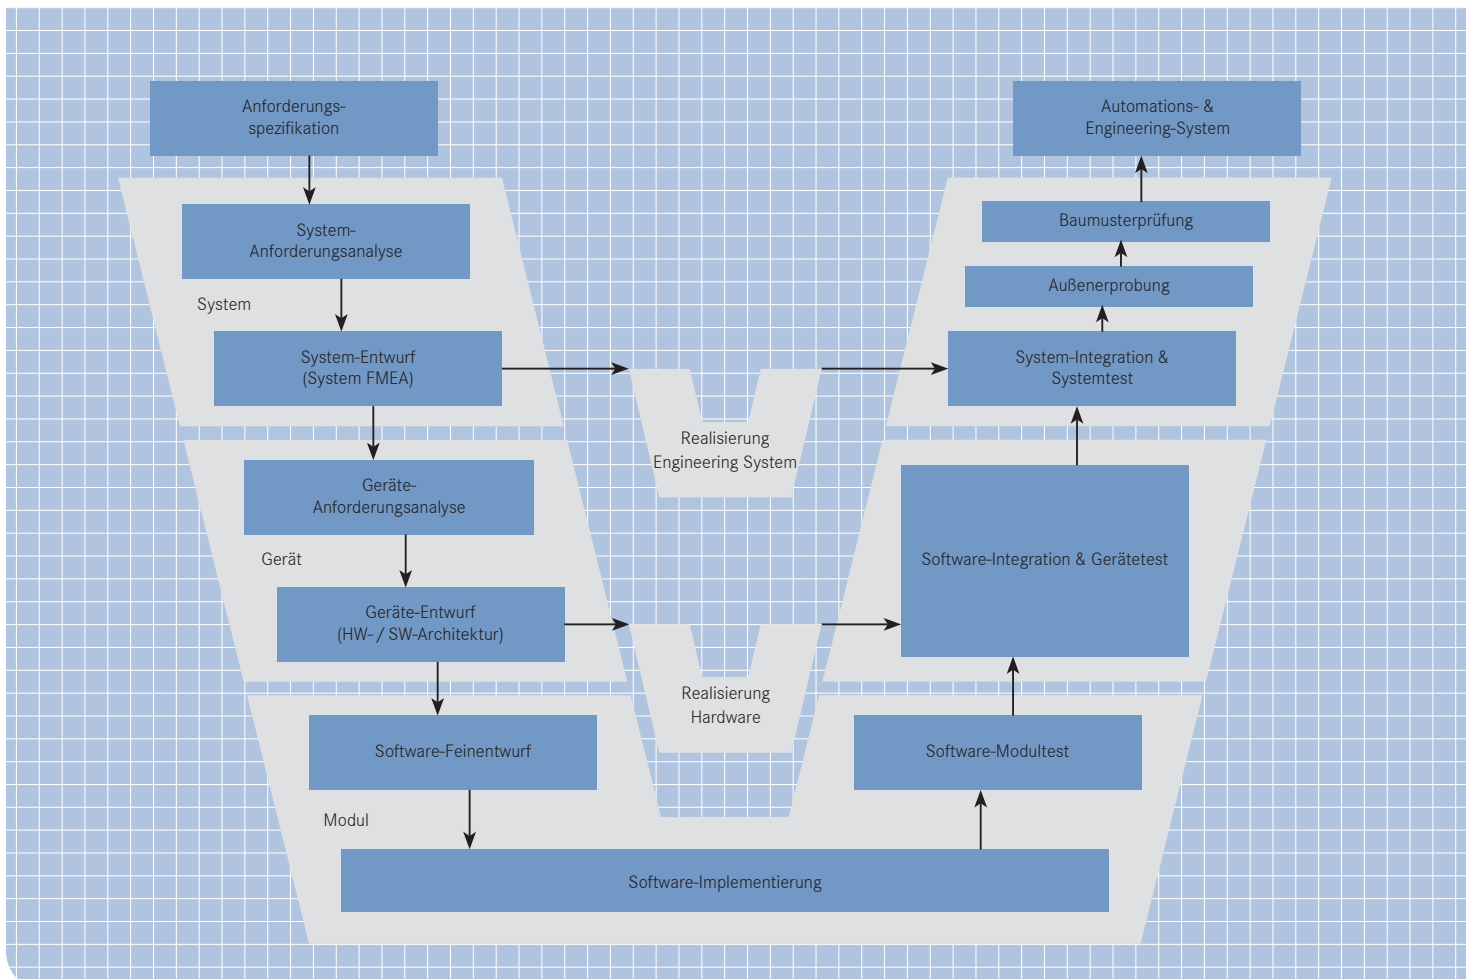 Anforderungs-
spezifikation
Automations- &
Engineering-System
System-
Anforderungsanalyse
Baumusterprüfung
Außenerprobung
System
System-Entwurf
(System FMEA)
System-Integration &
Systemtest
Realisierung
Engineering System
Geräte-
Anforderungsanalyse
Gerät
Software-Integration & Gerätetest
Geräte-Entwurf
(HW- / SW-Architektur)
Realisierung
Hardware
Software-Feinentwurf
Software-Modultest
Modul
Software-Implementierung